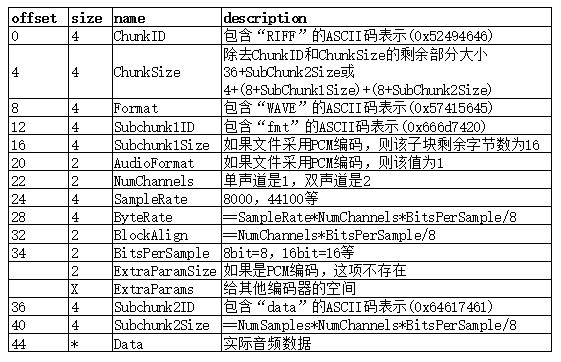 offset size name description
0 4 ChunkID 包含“RIFF”的ASCII码表示(0x52494646)
4 4 ChunkSize 除去ChunkID和ChunkSize的剩余部分大小
36+SubChunk2Size或
4+(8+SubChunk1Size)+(8+SubChunk2Size)
8 4 Format 包含“WAVE”的ASCII码表示(0x57415645)
12 4 Subchunk1ID 包含“fmt”的ASCII码表示(0x666d7420)
16 4 Subchunk1Size 如果文件采用PCM编码，则该子块剩余字节数为16
20 2 AudioFormat 如果文件采用PCM编码，则该值为1
22 2 NumChannels 单声道是1，双声道是2
24 4 SampleRate 8000，44100等
28 4 ByteRate ==SampleRate*NumChannels*BitsPerSample/8
32 2 BlockAlign ==NumChannels*BitsPerSample/8
34 2 BitsPerSample 8bit=8，16bit=16等
2 ExtraParamSize 如果是PCM编码，这项不存在
X ExtraParams 给其他编码器的空间
36 4 Subchunk2ID 包含“data”的ASCII码表示(0x64617461)
40 4 Subchunk2Size ==NumSamples*NumChannels*BitsPerSample/8
44 * Data 实际音频数据